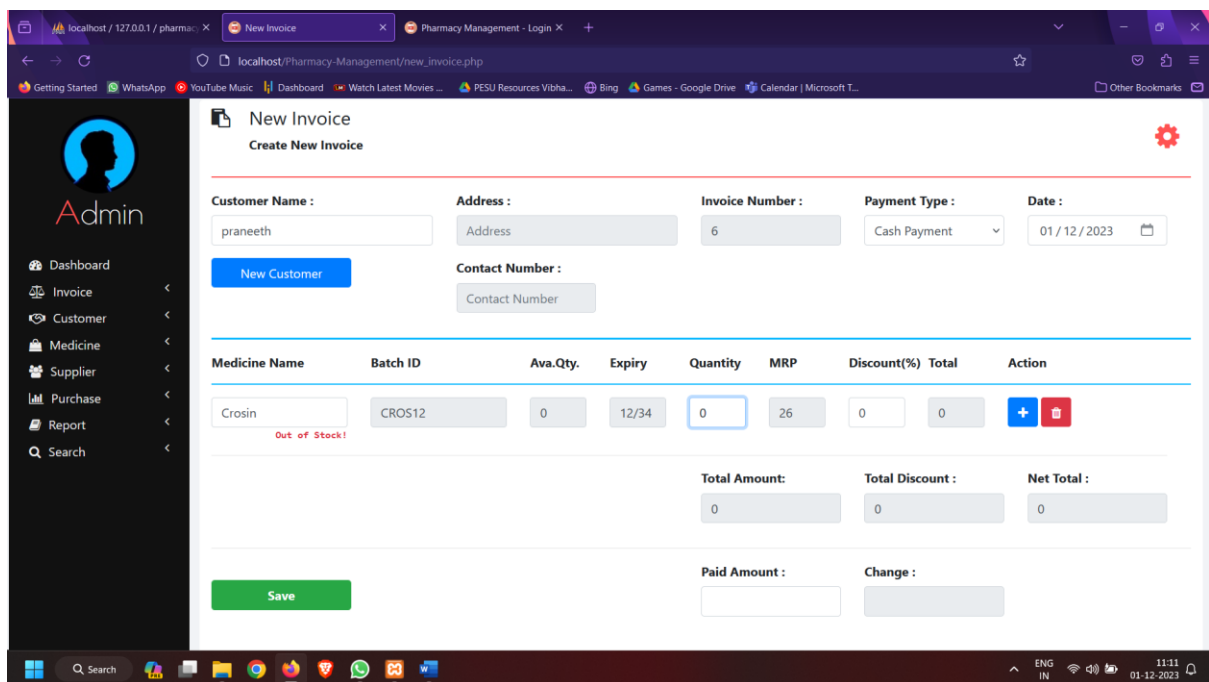 localhost / 127.0.0.1 / pharmac
New Invoice
Pharmacy Management - Login
localhost/Pharmacy-Management/new_invoice.php
Getting Started WhatsApp YouTube Music Dashboard Watch Latest Movies ... PESU Resources Vibha... Bing Games - Google Drive Calendar | Microsoft T... Other Bookmarks
Admin
Dashboard
Invoice
Customer
Medicine
Supplier
Purchase
Report
Search
New Invoice
Create New Invoice
Customer Name : Address : Invoice Number : Payment Type : Date :
praneeth Address 6 Cash Payment 01 / 12 / 2023
New Customer Contact Number :
Contact Number
Medicine Name Batch ID Ava.Qty. Expiry Quantity MRP Discount(%) Total Action
Crosin CROS12 0 12/34 0 26 0 0
Out of Stock!
Total Amount: Total Discount : Net Total :
0 0 0
Paid Amount : Change :
Save
Search ENG 11:11
IN 01-12-2023